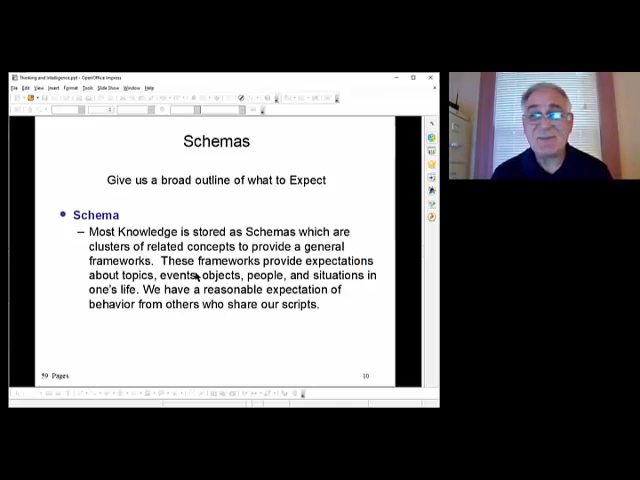 Thinking and Intelligence.ppt - OpenOffice Impress
File Edit View Insert Format Tools Slide Show Window Help
Schemas
Give us a broad outline of what to Expect
• Schema
– Most Knowledge is stored as Schemas which are
clusters of related concepts to provide a general
frameworks. These frameworks provide expectations
about topics, events, objects, people, and situations in
one's life. We have a reasonable expectation of
behavior from others who share our scripts.
59 Pages
10